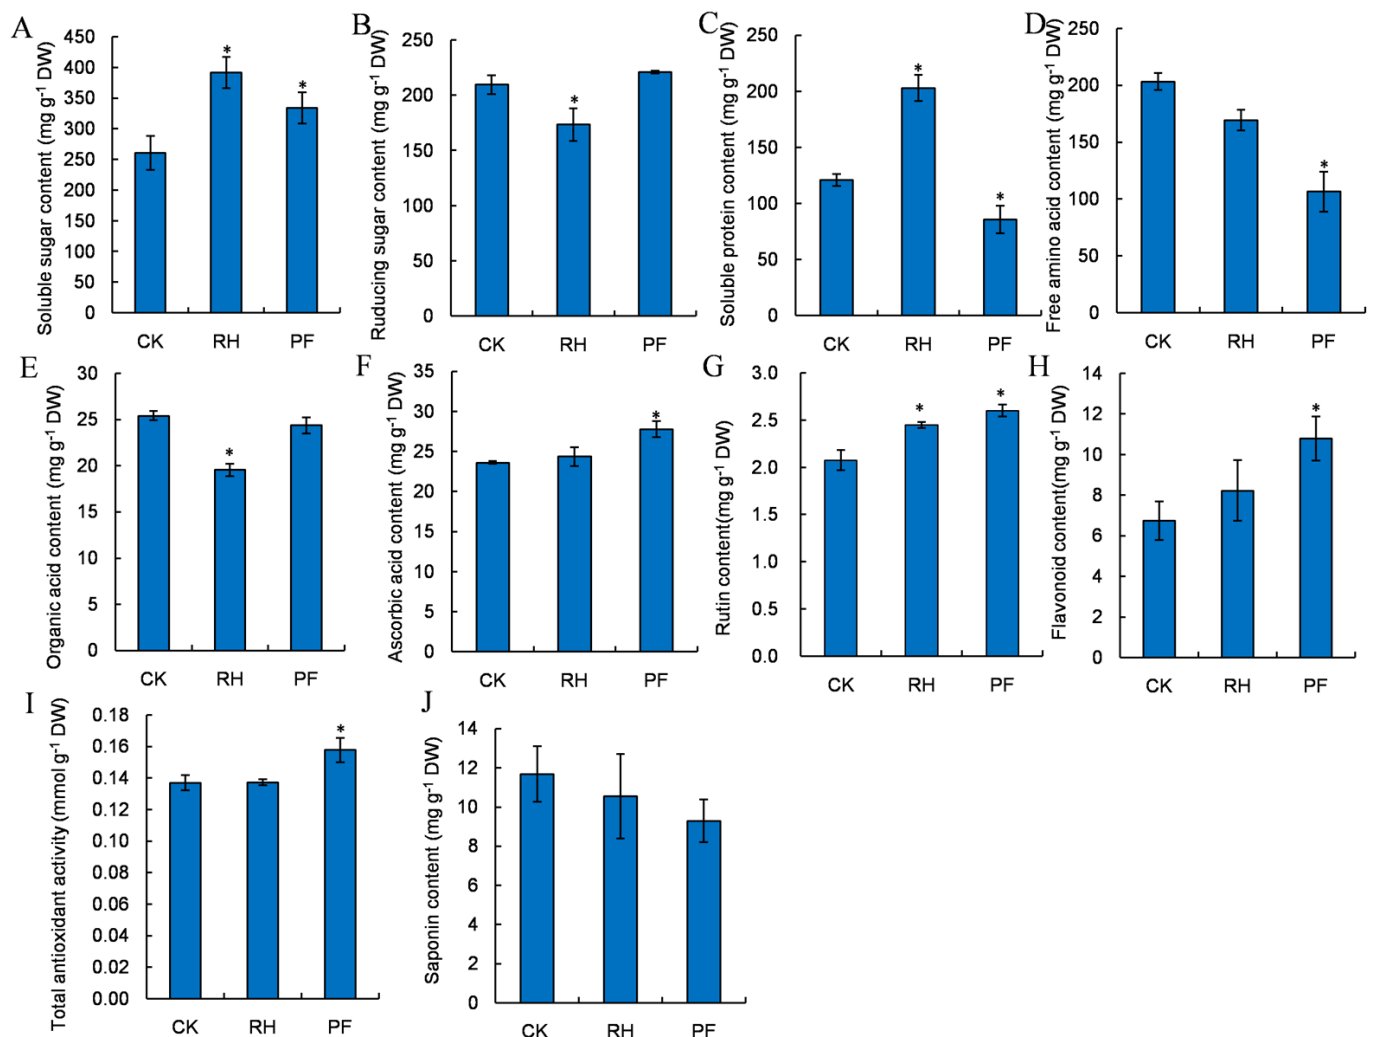 A
Soluble sugar content (mg g⁻¹ DW)
450
400
350
300
250
200
150
100
50
0
CK RH PF
* *
B
Ruducing sugar content (mg g⁻¹ DW)
250
200
150
100
50
0
CK RH PF
*
C
Soluble protein content (mg g⁻¹ DW)
250
200
150
100
50
0
CK RH PF
* *
D
Free amino acid content (mg g⁻¹ DW)
250
200
150
100
50
0
CK RH PF
*
E
Organic acid content (mg g⁻¹ DW)
30
25
20
15
10
5
0
CK RH PF
*
F
Ascorbic acid content (mg g⁻¹ DW)
35
30
25
20
15
10
5
0
CK RH PF
*
G
Rutin content(mg g⁻¹ DW)
3.0
2.5
2.0
1.5
1.0
0.5
0.0
CK RH PF
* *
H
Flavonoid content(mg g⁻¹ DW)
14
12
10
8
6
4
2
0
CK RH PF
*
I
Total antioxidant activity (mmol g⁻¹ DW)
0.18
0.16
0.14
0.12
0.10
0.08
0.06
0.04
0.02
0.00
CK RH PF
*
J
Saponin content (mg g⁻¹ DW)
14
12
10
8
6
4
2
0
CK RH PF